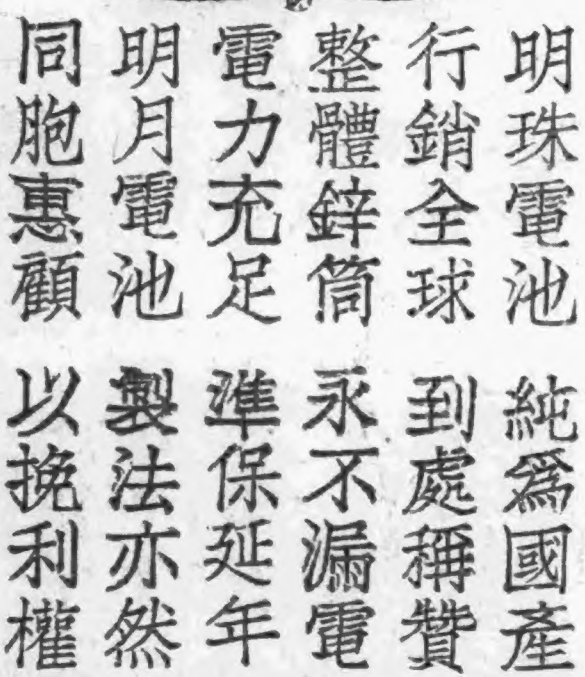 明珠電池
純爲國產
行銷全球
到處稱贊
整體鋅筒
永不漏電
電力充足
準保延年
明月電池
製法亦然
同胞惠顧
以挽利權